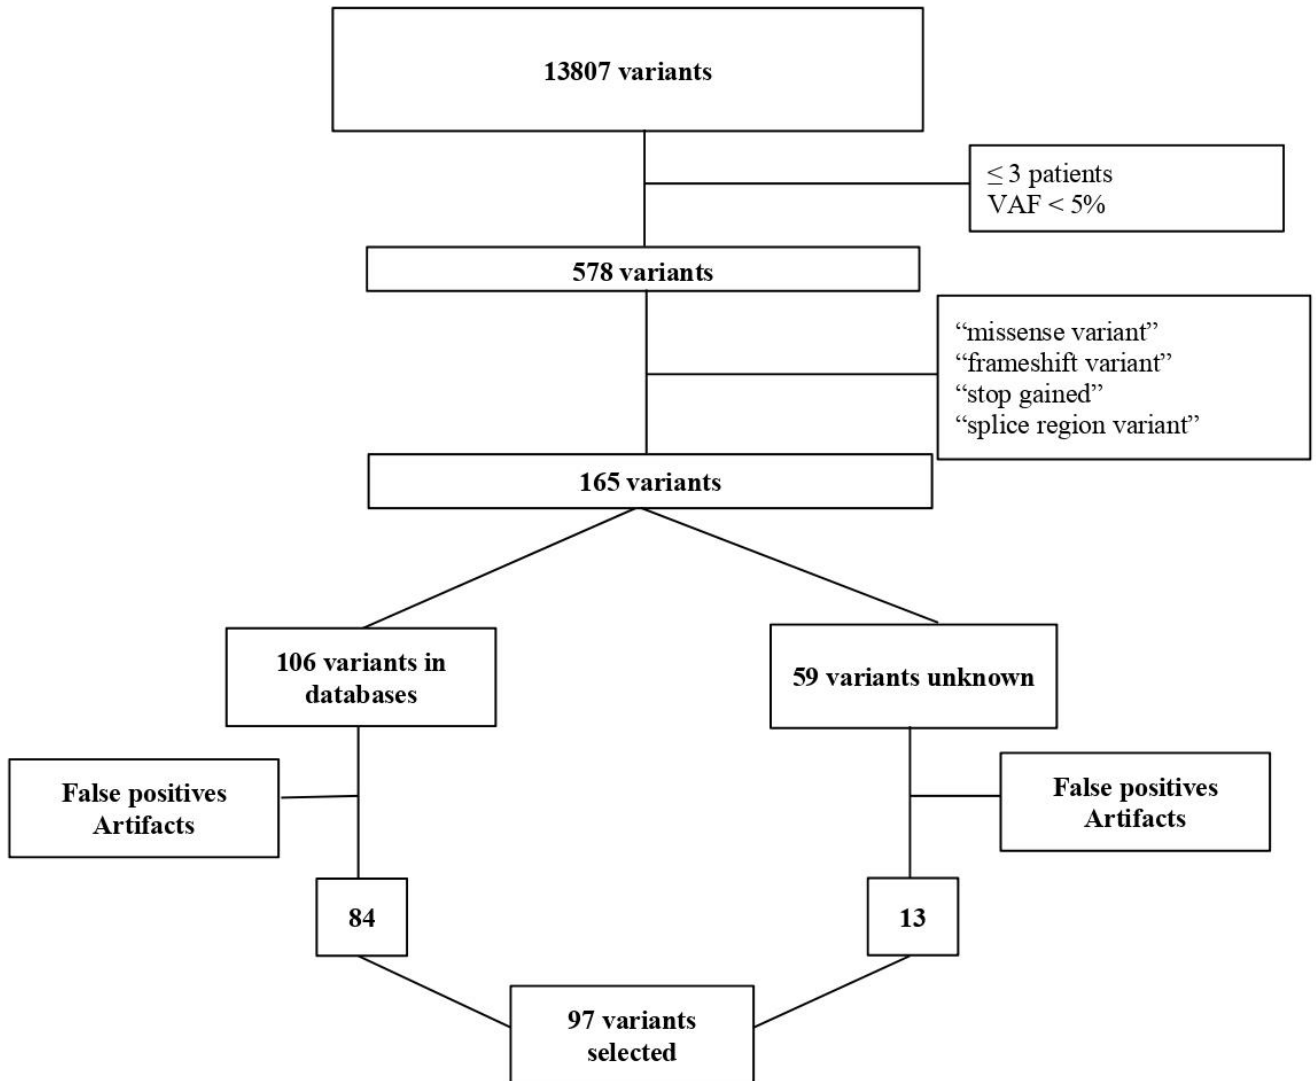 13807 variants
≤ 3 patients
VAF < 5%
578 variants
“missense variant”
“frameshift variant”
“stop gained”
“splice region variant”
165 variants
106 variants in
databases
59 variants unknown
False positives
Artifacts
False positives
Artifacts
84
13
97 variants
selected